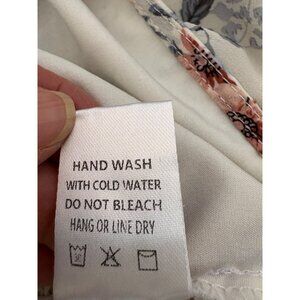 HAND WASH
WITH COLD WATER
DO NOT BLEACH
HANG OR LINE DRY